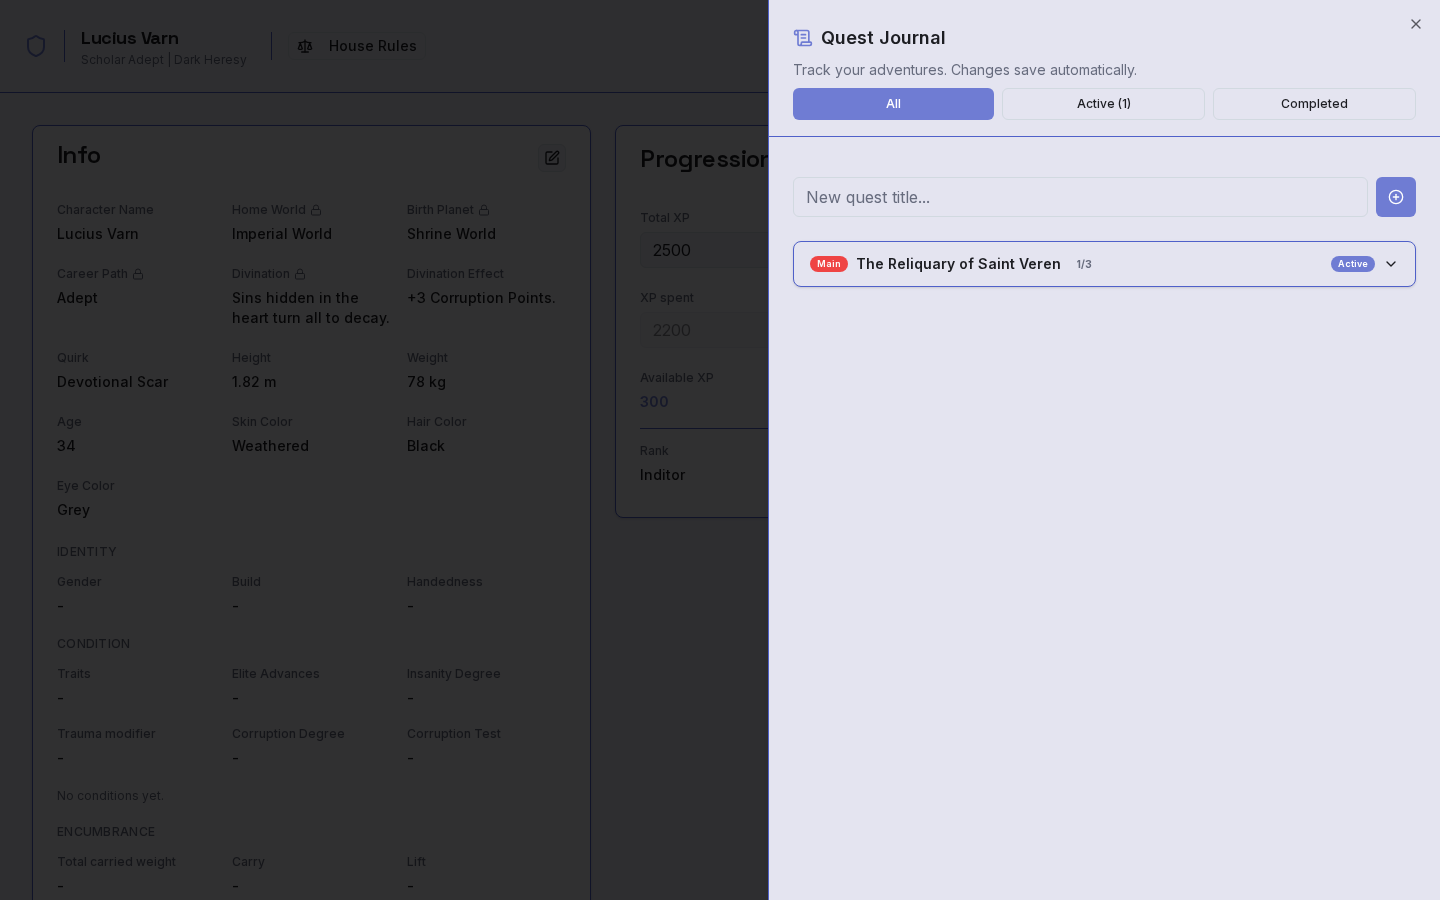 Lucius Varn
Scholar Adept | Dark Heresy
House Rules
Info
Character Name
Home World
Birth Planet
Lucius Varn
Imperial World
Shrine World
Career Path
Divination
Divination Effect
Adept
Sins hidden in the
heart turn all to decay.
+3 Corruption Points.
Quirk
Height
Weight
Devotional Scar
1.82 m
78 kg
Age
Skin Color
Hair Color
34
Weathered
Black
Eye Color
Grey
IDENTITY
Gender
Build
Handedness
-
-
-
CONDITION
Traits
Elite Advances
Insanity Degree
-
-
-
Trauma modifier
Corruption Degree
Corruption Test
-
-
-
No conditions yet.
ENCUMBRANCE
Total carried weight
Carry
Lift
-
-
-
Progression
Total XP
2500
XP spent
2200
Available XP
300
Rank
Inditor
Quest Journal
Track your adventures. Changes save automatically.
All
Active (1)
Completed
New quest title...
Main
The Reliquary of Saint Veren
1/3
Active